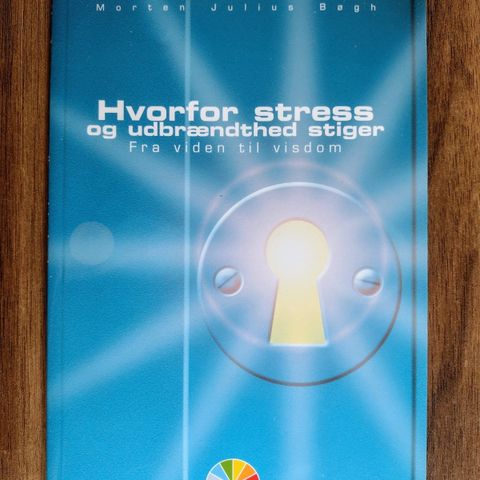 Morten Julius Bøgh
Hvorfor stress
og udbrændthed stiger
Fra viden til visdom